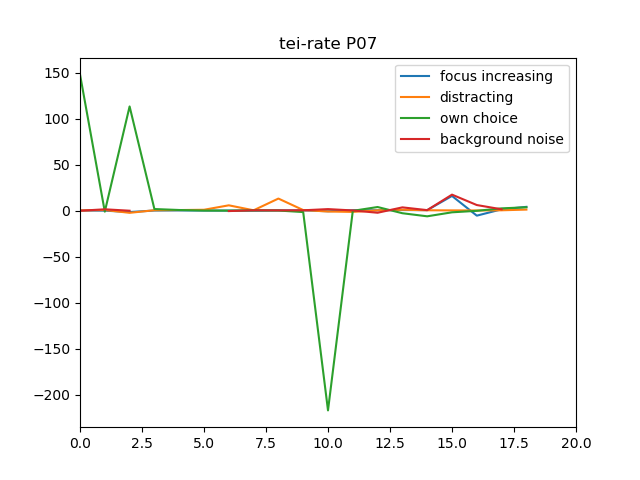 tei-rate P07
focus increasing
distracting
own choice
background noise
150
100
50
0
−50
−100
−150
−200
0.0 2.5 5.0 7.5 10.0 12.5 15.0 17.5 20.0